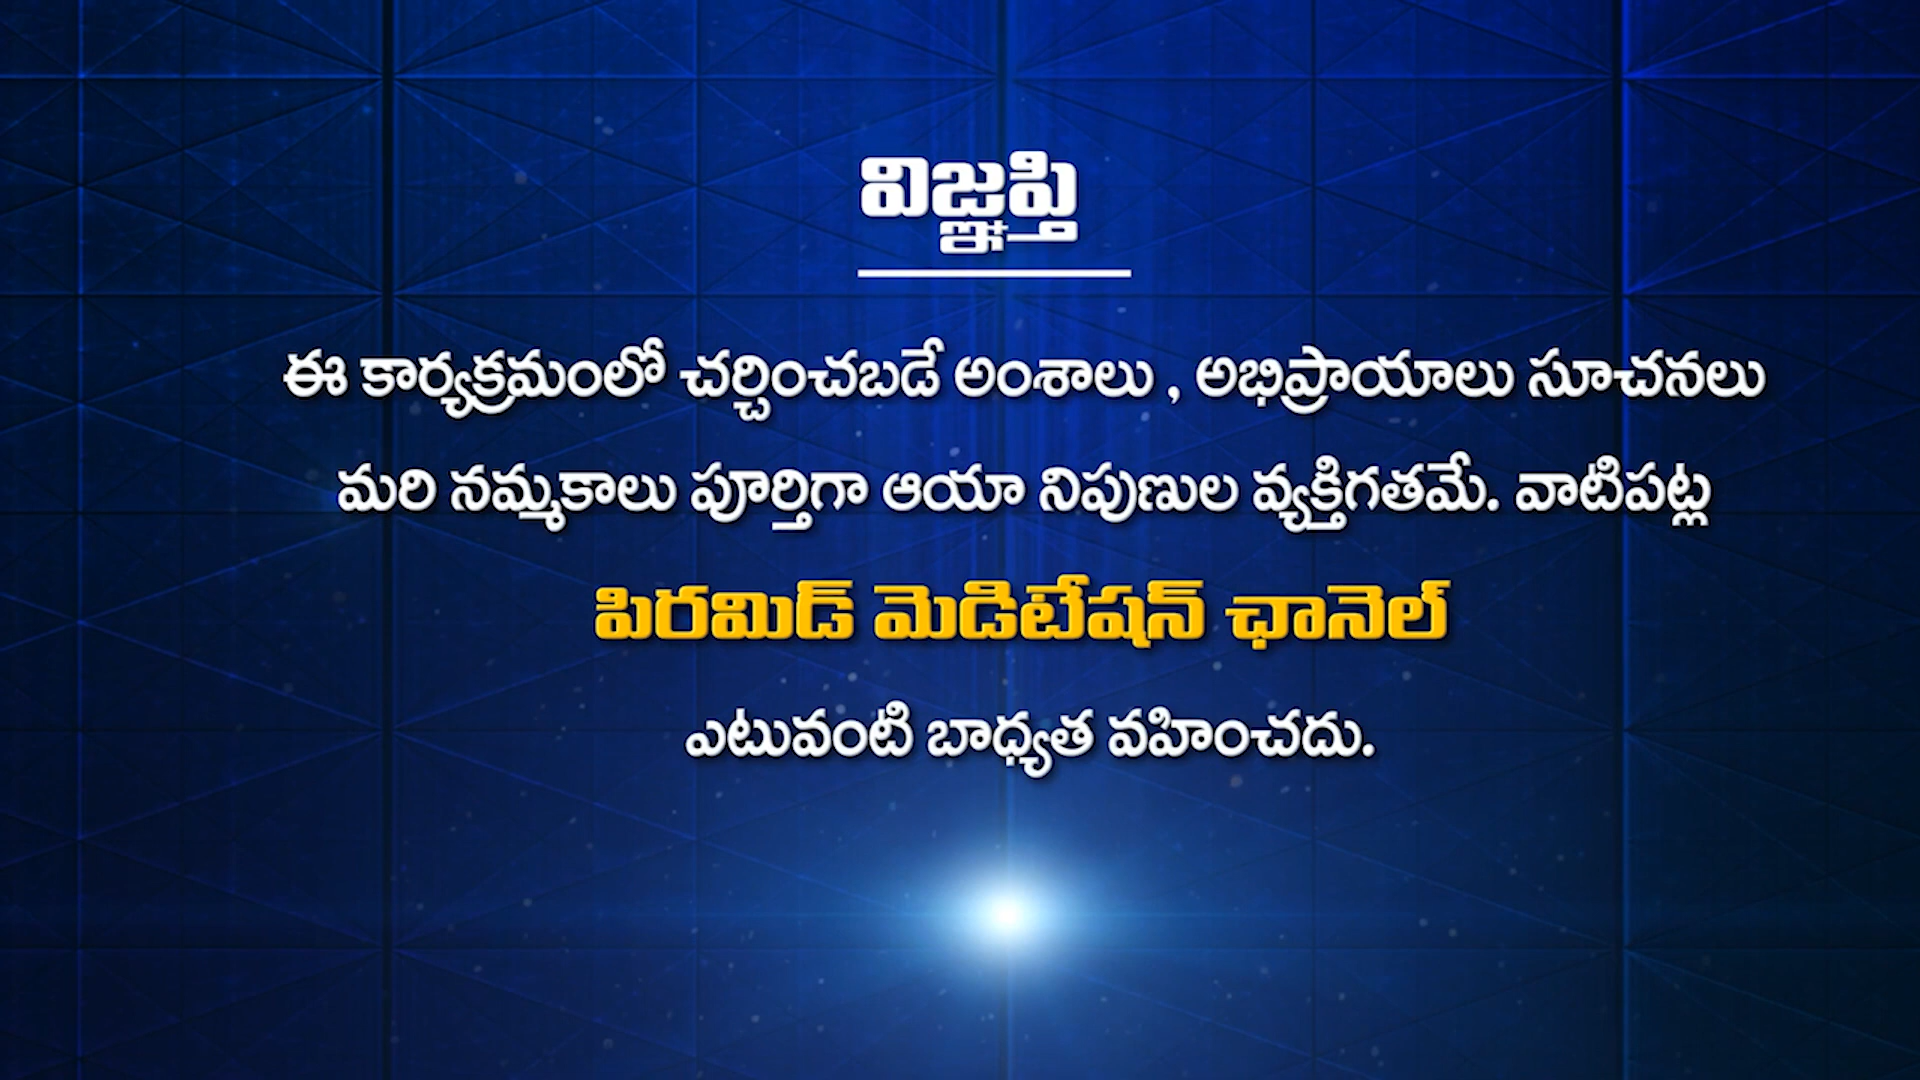 విజ్ఞప్తి
ఈ కార్యక్రమంలో చర్చించబడే అంశాలు , అభిప్రాయాలు సూచనలు
మరి నమ్మకాలు పూర్తిగా ఆయా నిపుణుల వ్యక్తిగతమే. వాటిపట్ల
పిరమిడ్ మెడిటేషన్ ఛానెల్
ఎటువంటి బాధ్యత వహించదు.